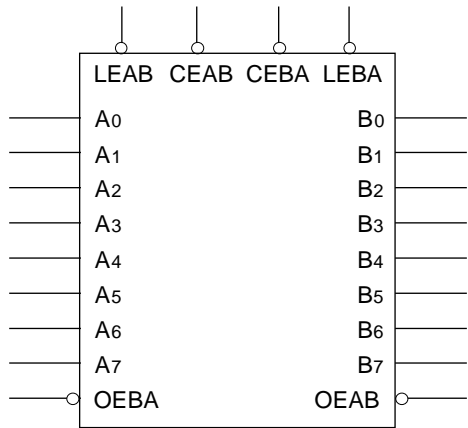 LEAB CEAB CEBA LEBA
A0 B0
A1 B1
A2 B2
A3 B3
A4 B4
A5 B5
A6 B6
A7 B7
OEBA OEAB